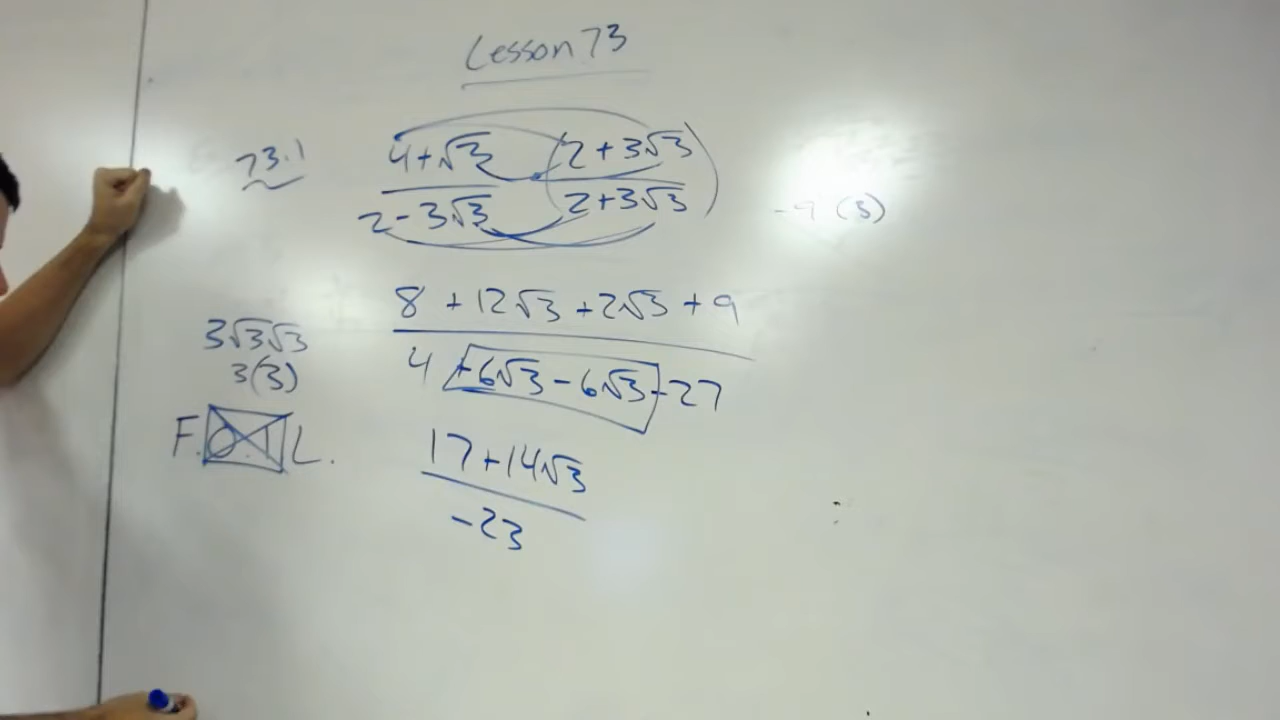 Lesson 73
73.1
4+√3 (2 + 3√3)
2 - 3√3 2+3√3
-9 (3)
8 + 12√3 +2√3 + 9
4 +6√3 - 6√3 - 27
3√3√3
3(3)
F.O.I.L.
17+14√3
-23